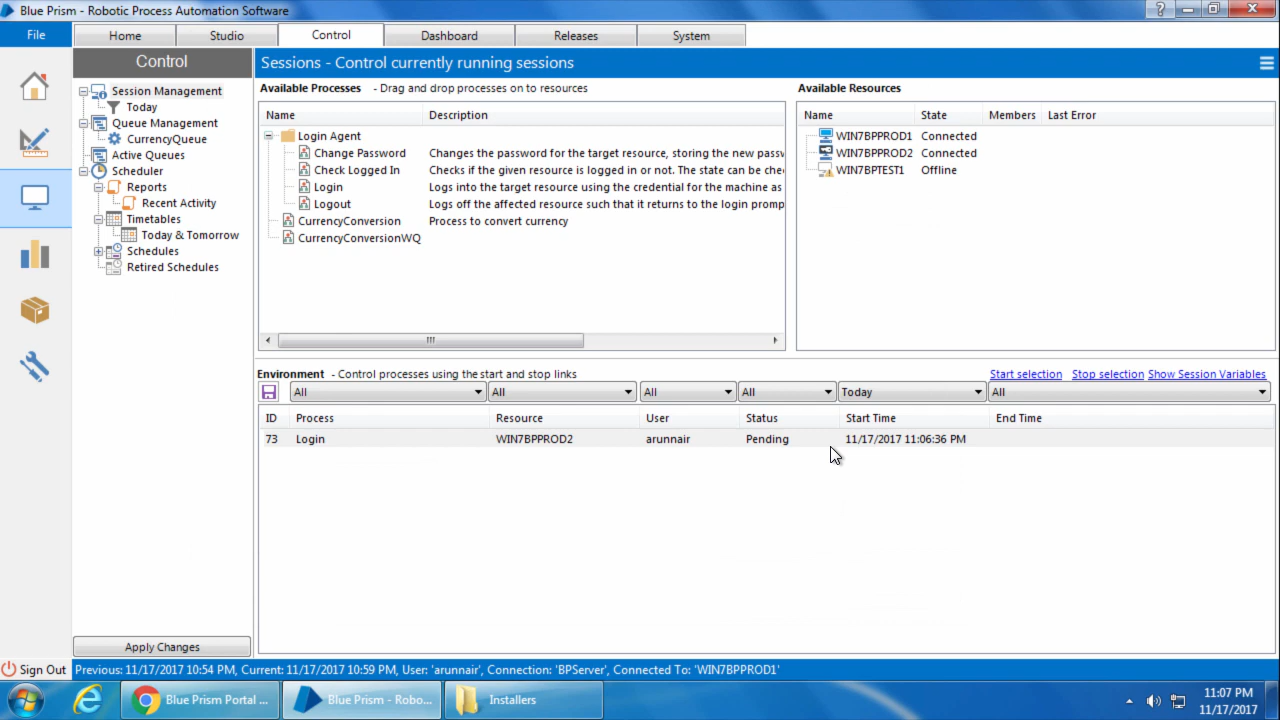 Blue Prism - Robotic Process Automation Software
File
Home
Studio
Control
Dashboard
Releases
System
Control
Session Management
Today
Queue Management
CurrencyQueue
Active Queues
Scheduler
Reports
Recent Activity
Timetables
Today & Tomorrow
Schedules
Retired Schedules
Apply Changes
Sessions - Control currently running sessions
Available Processes - Drag and drop processes on to resources
Name Description
Login Agent
Change Password Changes the password for the target resource, storing the new passw
Check Logged In Checks if the given resource is logged in or not. The state can be che
Login Logs into the target resource using the credential for the machine as
Logout Logs off the affected resource such that it returns to the login promp
CurrencyConversion Process to convert currency
CurrencyConversionWQ
Available Resources
Name State Members Last Error
WIN7BPPROD1 Connected
WIN7BPPROD2 Connected
WIN7BPTEST1 Offline
Environment - Control processes using the start and stop links
Start selection Stop selection Show Session Variables
All All All All Today All
ID Process Resource User Status Start Time End Time
73 Login WIN7BPPROD2 arunnair Pending 11/17/2017 11:06:36 PM
Sign Out Previous: 11/17/2017 10:54 PM, Current: 11/17/2017 10:59 PM, User: 'arunnair', Connection: 'BPServer', Connected To: 'WIN7BPPROD1'
Blue Prism Portal ...
Blue Prism - Robo...
Installers
11:07 PM
11/17/2017